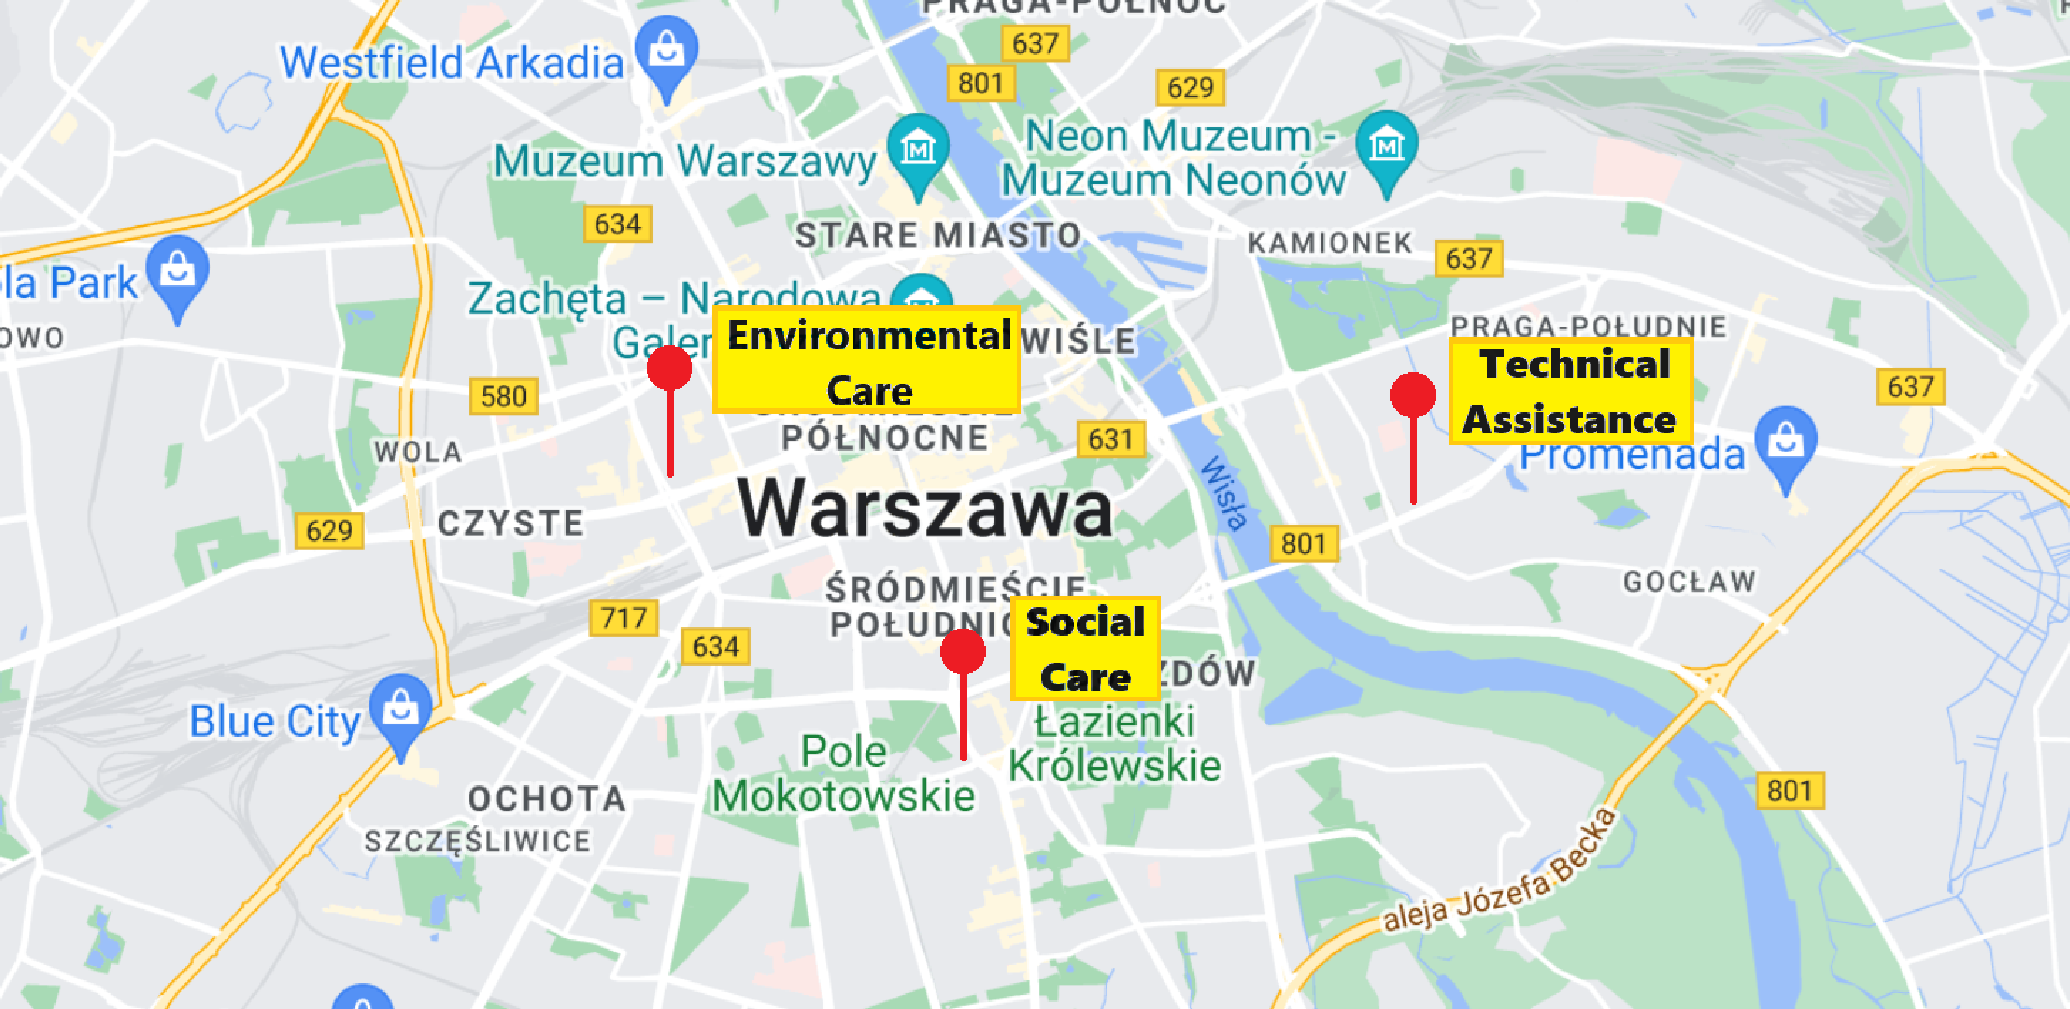 PRAGA-PÓŁNOC
637
Westfield Arkadia
801
629
Neon Muzeum -
Muzeum Neonów
Muzeum Warszawy
634
STARE MIASTO
KAMIONEK
637
la Park
Zachęta – Narodowa
OWO
Environmental
Care
WIŚLE
PRAGA-POŁUDNIE
Technical
Assistance
580
637
WOLA
PÓŁNOCNE
631
Promenada
Wisła
CZYSTE
629
Warszawa
801
ŚRÓDMIEŚCIE
GOCŁAW
717
634
Social
Care
ZDÓW
Blue City
Łazienki
Królewskie
Pole
Mokotowskie
OCHOTA
801
SZCZĘŚLIWICE
aleja Józefa Becka